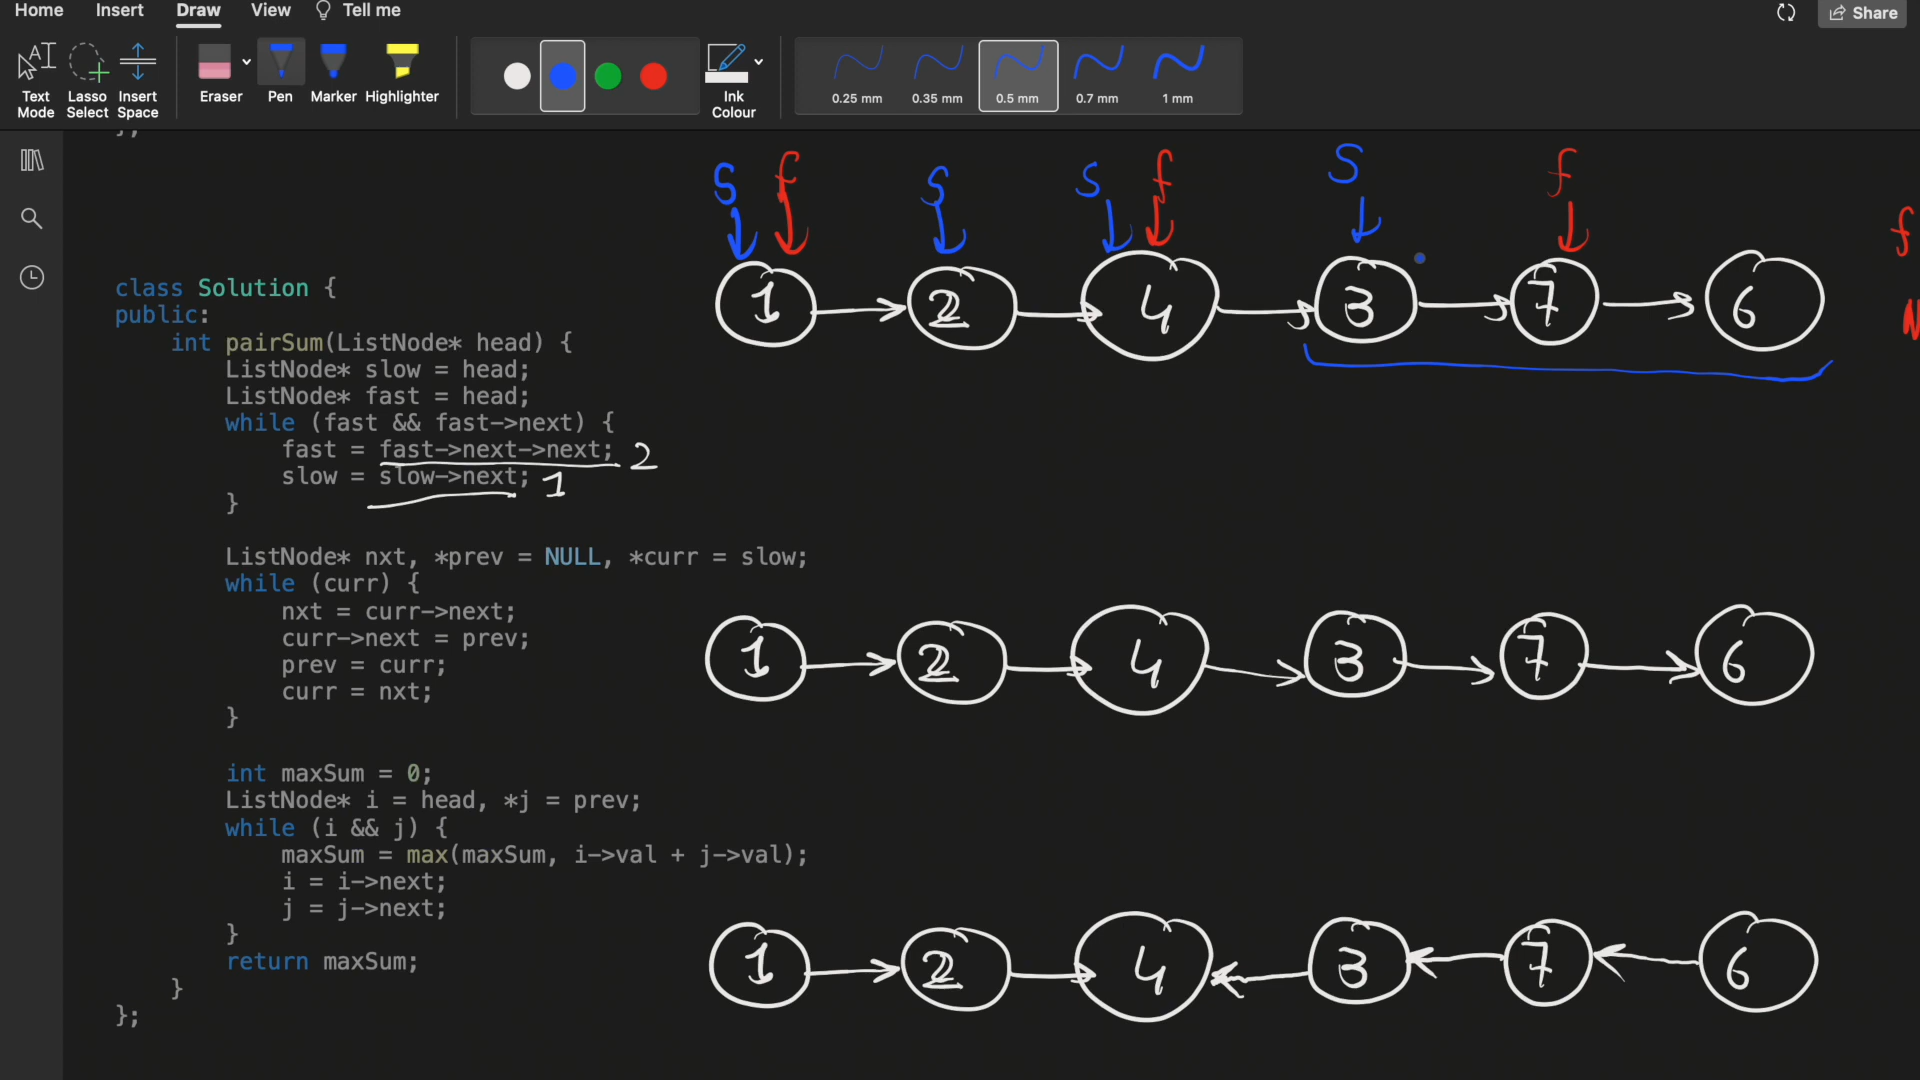 Home Insert Draw View Tell me Share
Text Mode
Lasso Select
Insert Space
Eraser
Pen
Marker
Highlighter
Ink Colour
0.25 mm
0.35 mm
0.5 mm
0.7 mm
1 mm
};
S f S S f S f f
1 2 4 3 7 6
class Solution {
public:
int pairSum(ListNode* head) {
ListNode* slow = head;
ListNode* fast = head;
while (fast && fast->next) {
fast = fast->next->next; 2
slow = slow->next; 1
}
ListNode* nxt, *prev = NULL, *curr = slow;
while (curr) {
nxt = curr->next;
curr->next = prev;
prev = curr;
curr = nxt;
}
1 2 4 3 7 6
int maxSum = 0;
ListNode* i = head, *j = prev;
while (i && j) {
maxSum = max(maxSum, i->val + j->val);
i = i->next;
j = j->next;
}
return maxSum;
}
};
1 2 4 3 7 6